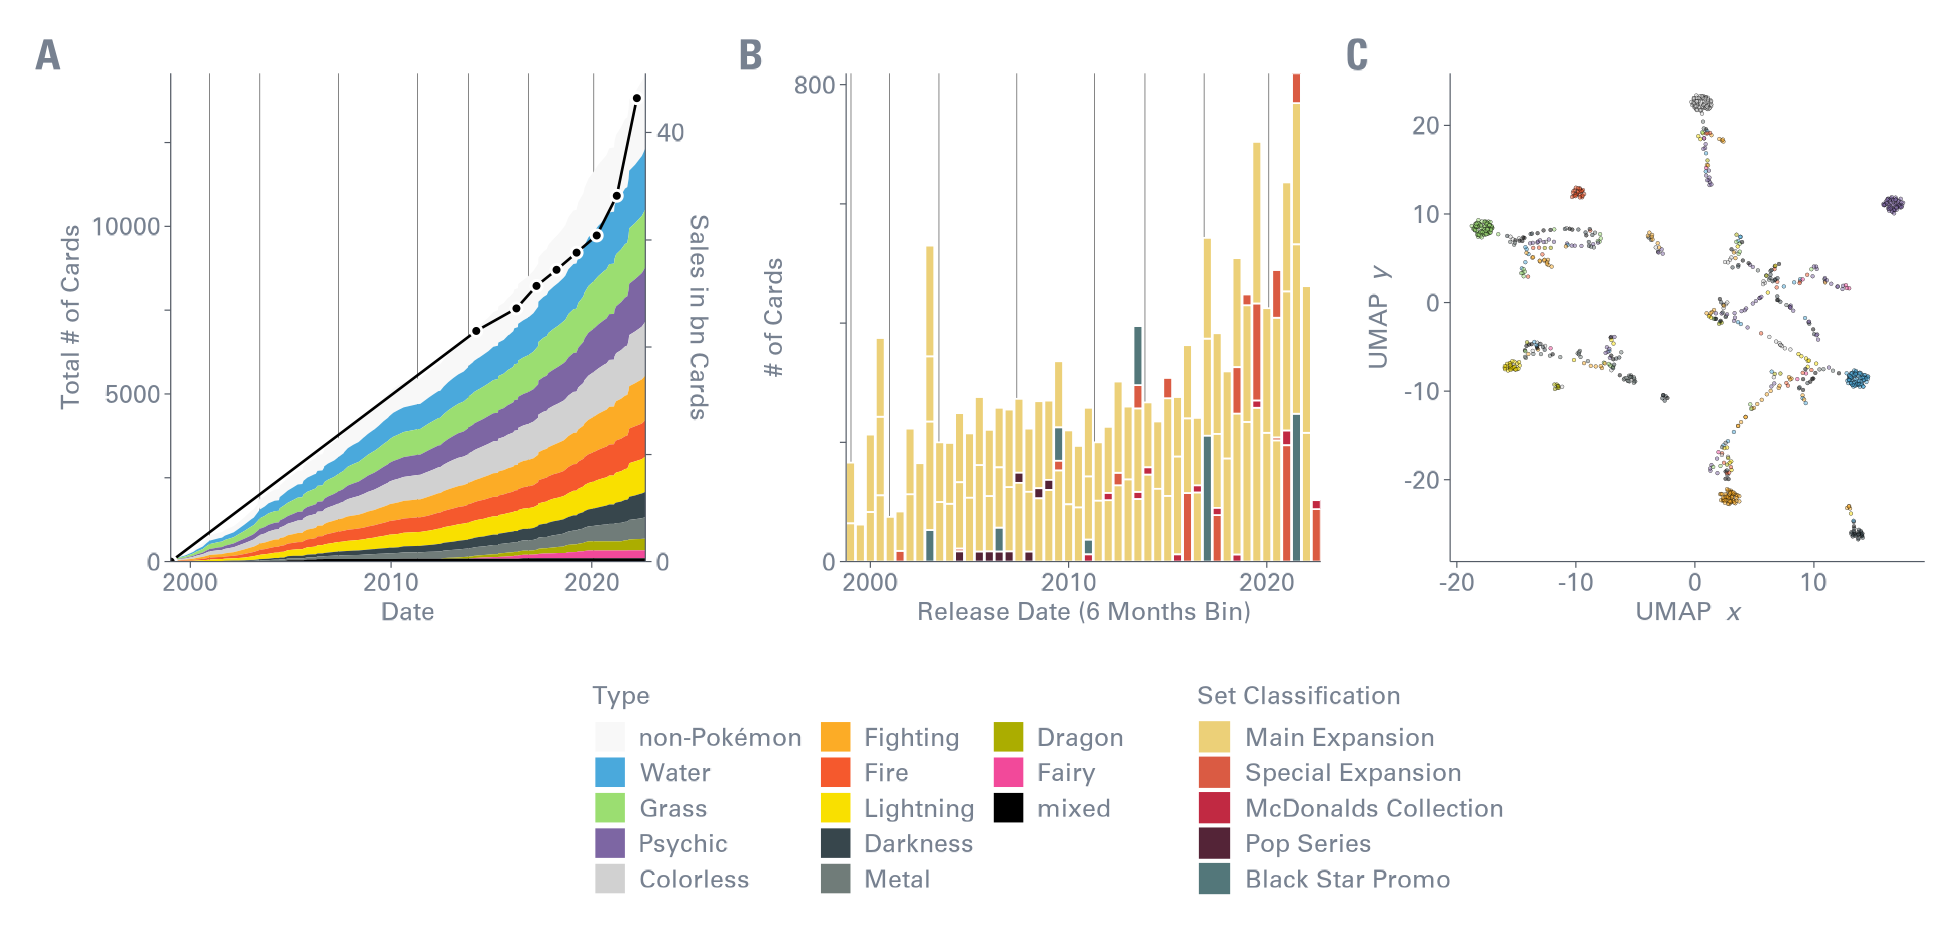 A
B
C
Total # of Cards
10000
5000
0
2000
2010
2020
Date
40
0
Sales in bn Cards
# of Cards
800
0
2000
2010
2020
Release Date (6 Months Bin)
UMAP y
20
10
0
-10
-20
-20
-10
0
10
UMAP x
Type
non-Pokémon
Water
Grass
Psychic
Colorless
Fighting
Fire
Lightning
Darkness
Metal
Dragon
Fairy
mixed
Set Classification
Main Expansion
Special Expansion
McDonalds Collection
Pop Series
Black Star Promo